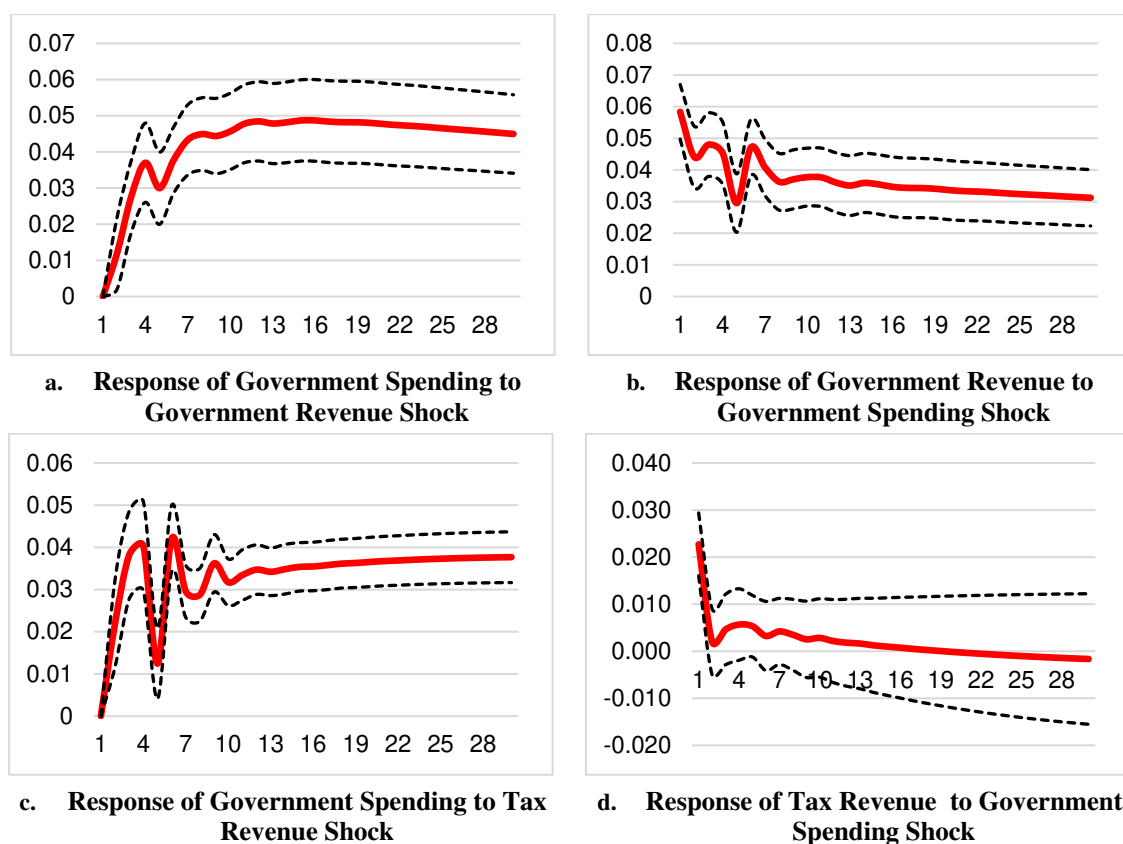 0.07
0.06
0.05
0.04
0.03
0.02
0.01
0
1 4 7 10 13 16 19 22 25 28
a. Response of Government Spending to
Government Revenue Shock
0.08
0.07
0.06
0.05
0.04
0.03
0.02
0.01
0
1 4 7 10 13 16 19 22 25 28
b. Response of Government Revenue to
Government Spending Shock
0.06
0.05
0.04
0.03
0.02
0.01
0
1 4 7 10 13 16 19 22 25 28
c. Response of Government Spending to Tax
Revenue Shock
0.040
0.030
0.020
0.010
0.000
-0.010
-0.020
1 4 7 10 13 16 19 22 25 28
d. Response of Tax Revenue to Government
Spending Shock